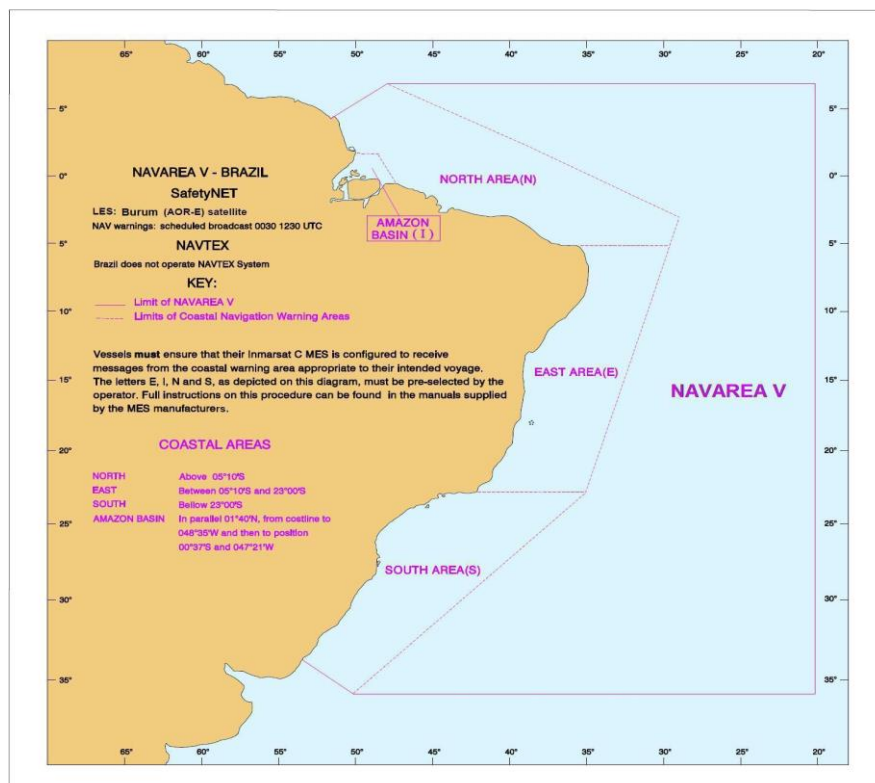 65° 60° 55° 50° 45° 40° 35° 30° 25° 20°
5° 5°
0° 0°
5° 5°
10° 10°
15° 15°
20° 20°
25° 25°
30° 30°
35° 35°
NAVAREA V - BRAZIL
SafetyNET
LES: Burum (AOR-E) satellite
NAV warnings: scheduled broadcast 0030 1230 UTC
NAVTEX
Brazil does not operate NAVTEX System
KEY:
Limit of NAVAREA V
Limits of Coastal Navigation Warning Areas
Vessels must ensure that their Inmarsat C MES is configured to receive
messages from the coastal warning area appropriate to their intended voyage.
The letters E, I, N and S, as depicted on this diagram, must be pre-selected by the
operator. Full instructions on this procedure can be found in the manuals supplied
by the MES manufacturers.
COASTAL AREAS
NORTH Above 05°10'S
EAST Between 05°10'S and 23°00'S
SOUTH Bellow 23°00'S
AMAZON BASIN In parallel 01°40'N, from costline to
048°35'W and then to position
00°37'S and 047°21'W
NORTH AREA(N)
AMAZON
BASIN (I)
EAST AREA(E)
NAVAREA V
SOUTH AREA(S)
65° 60° 55° 50° 45° 40° 35° 30° 25° 20°